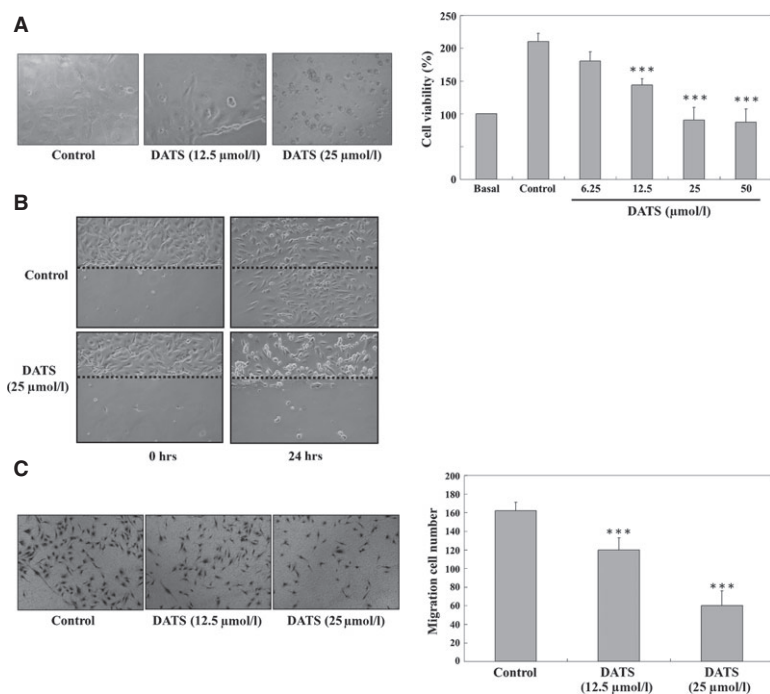 A
Control
DATS (12.5 µmol/l)
DATS (25 µmol/l)
Cell viability (%)
250
200
150
100
50
0
***
***
***
Basal
Control
6.25
12.5
25
50
DATS (µmol/l)
B
Control
DATS
(25 µmol/l)
0 hrs
24 hrs
C
Control
DATS (12.5 µmol/l)
DATS (25 µmol/l)
Migration cell number
200
180
160
140
120
100
80
60
40
20
0
***
***
Control
DATS
(12.5 µmol/l)
DATS
(25 µmol/l)